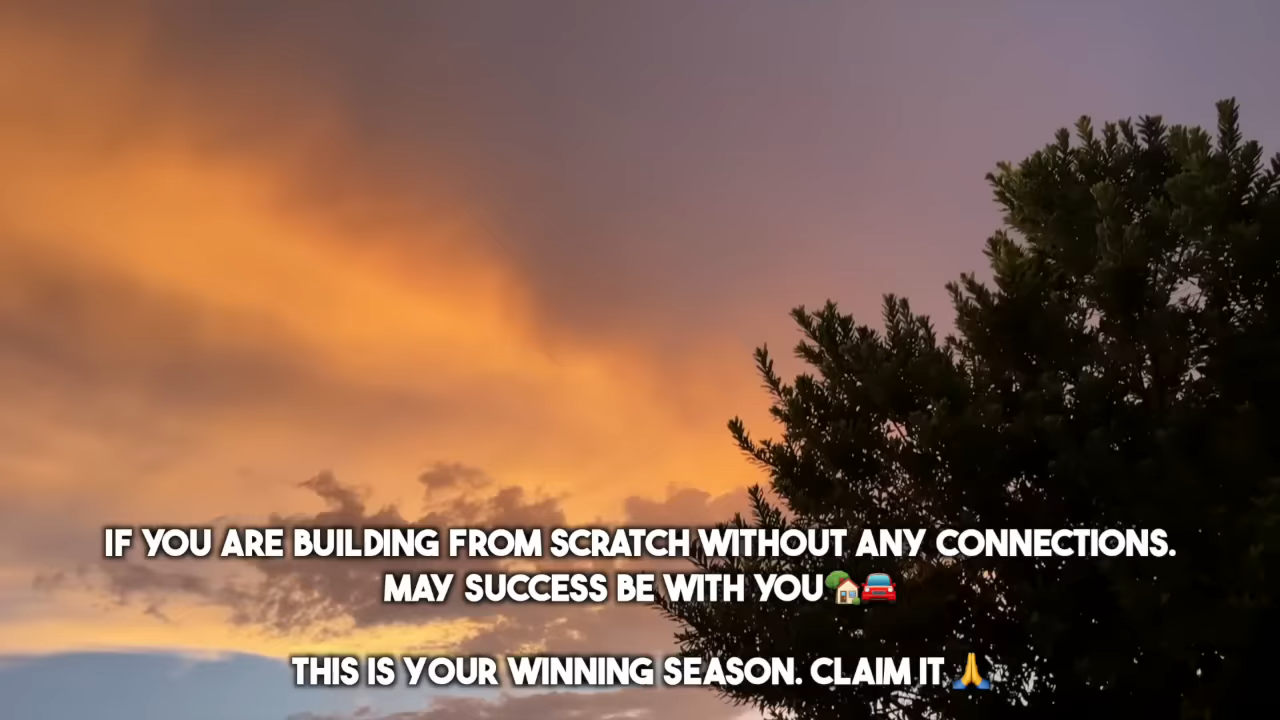 IF YOU ARE BUILDING FROM SCRATCH WITHOUT ANY CONNECTIONS.
MAY SUCCESS BE WITH YOU🏡🚘
THIS IS YOUR WINNING SEASON. CLAIM IT 🙏